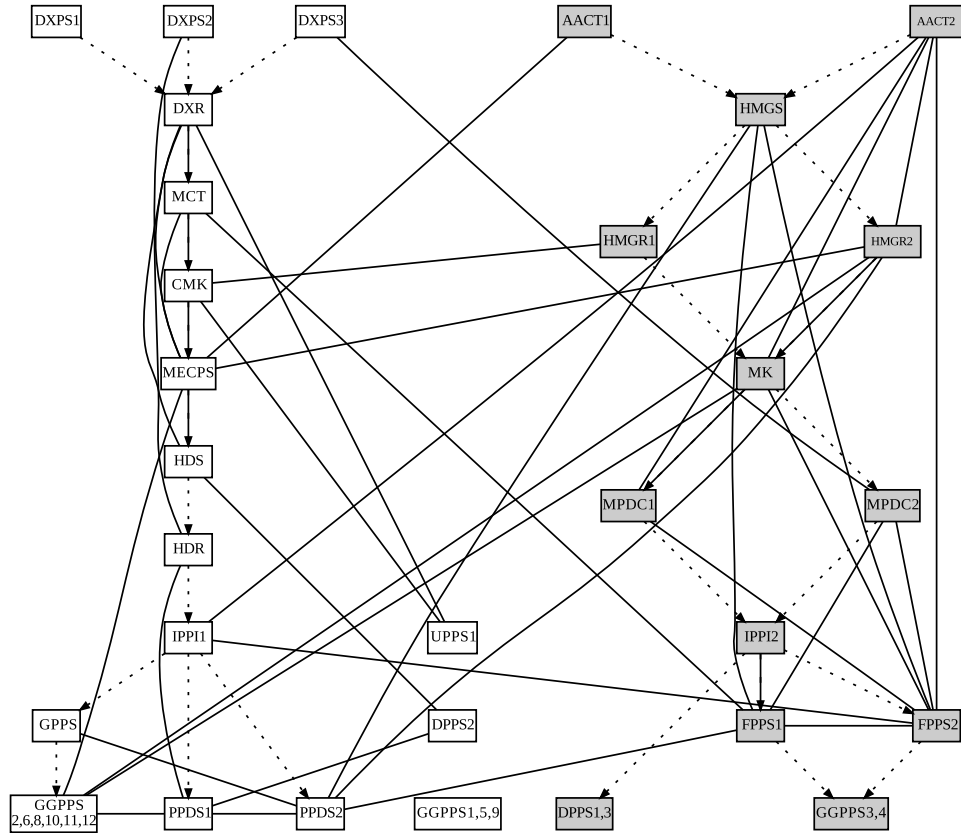 DXPS1
DXPS2
DXPS3
AACT1
AACT2
DXR
HMGS
MCT
HMGR1
HMGR2
CMK
MECPS
MK
HDS
MPDC1
MPDC2
HDR
IPPI1
UPPS1
IPPI2
GPPS
DPPS2
FPPS1
FPPS2
GGPPS
2,6,8,10,11,12
PPDS1
PPDS2
GGPPS1,5,9
DPPS1,3
GGPPS3,4